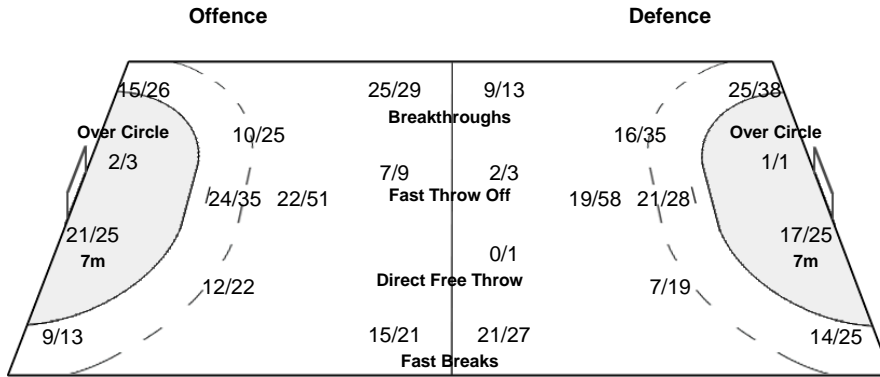 Offence Defence
15/26 25/29 9/13 25/38
Breakthroughs
Over Circle 10/25 16/35 Over Circle
2/3 7/9 2/3 1/1
24/35 22/51 Fast Throw Off 19/58 21/28
21/25 17/25
7m 0/1 7m
12/22 Direct Free Throw 7/19
9/13 15/21 21/27 14/25
Fast Breaks